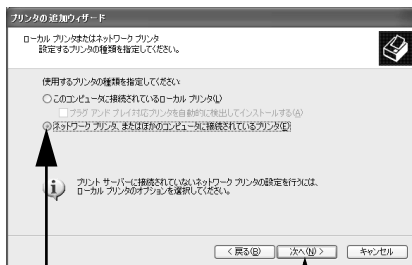 プリンタの追加ウィザード
ローカル プリンタまたはネットワーク プリンタ
設定するプリンタの種類を指定してください。
使用するプリンタの種類を指定してください:
このコンピュータに接続されているローカル プリンタ(L)
プラグ アンド プレイ対応プリンタを自動的に検出してインストールする(A)
ネットワーク プリンタ、またはほかのコンピュータに接続されているプリンタ(E)
プリント サーバーに接続されていないネットワーク プリンタの設定を行うには、
ローカル プリンタのオプションを選択してください。
< 戻る(B) 次へ(N) > キャンセル